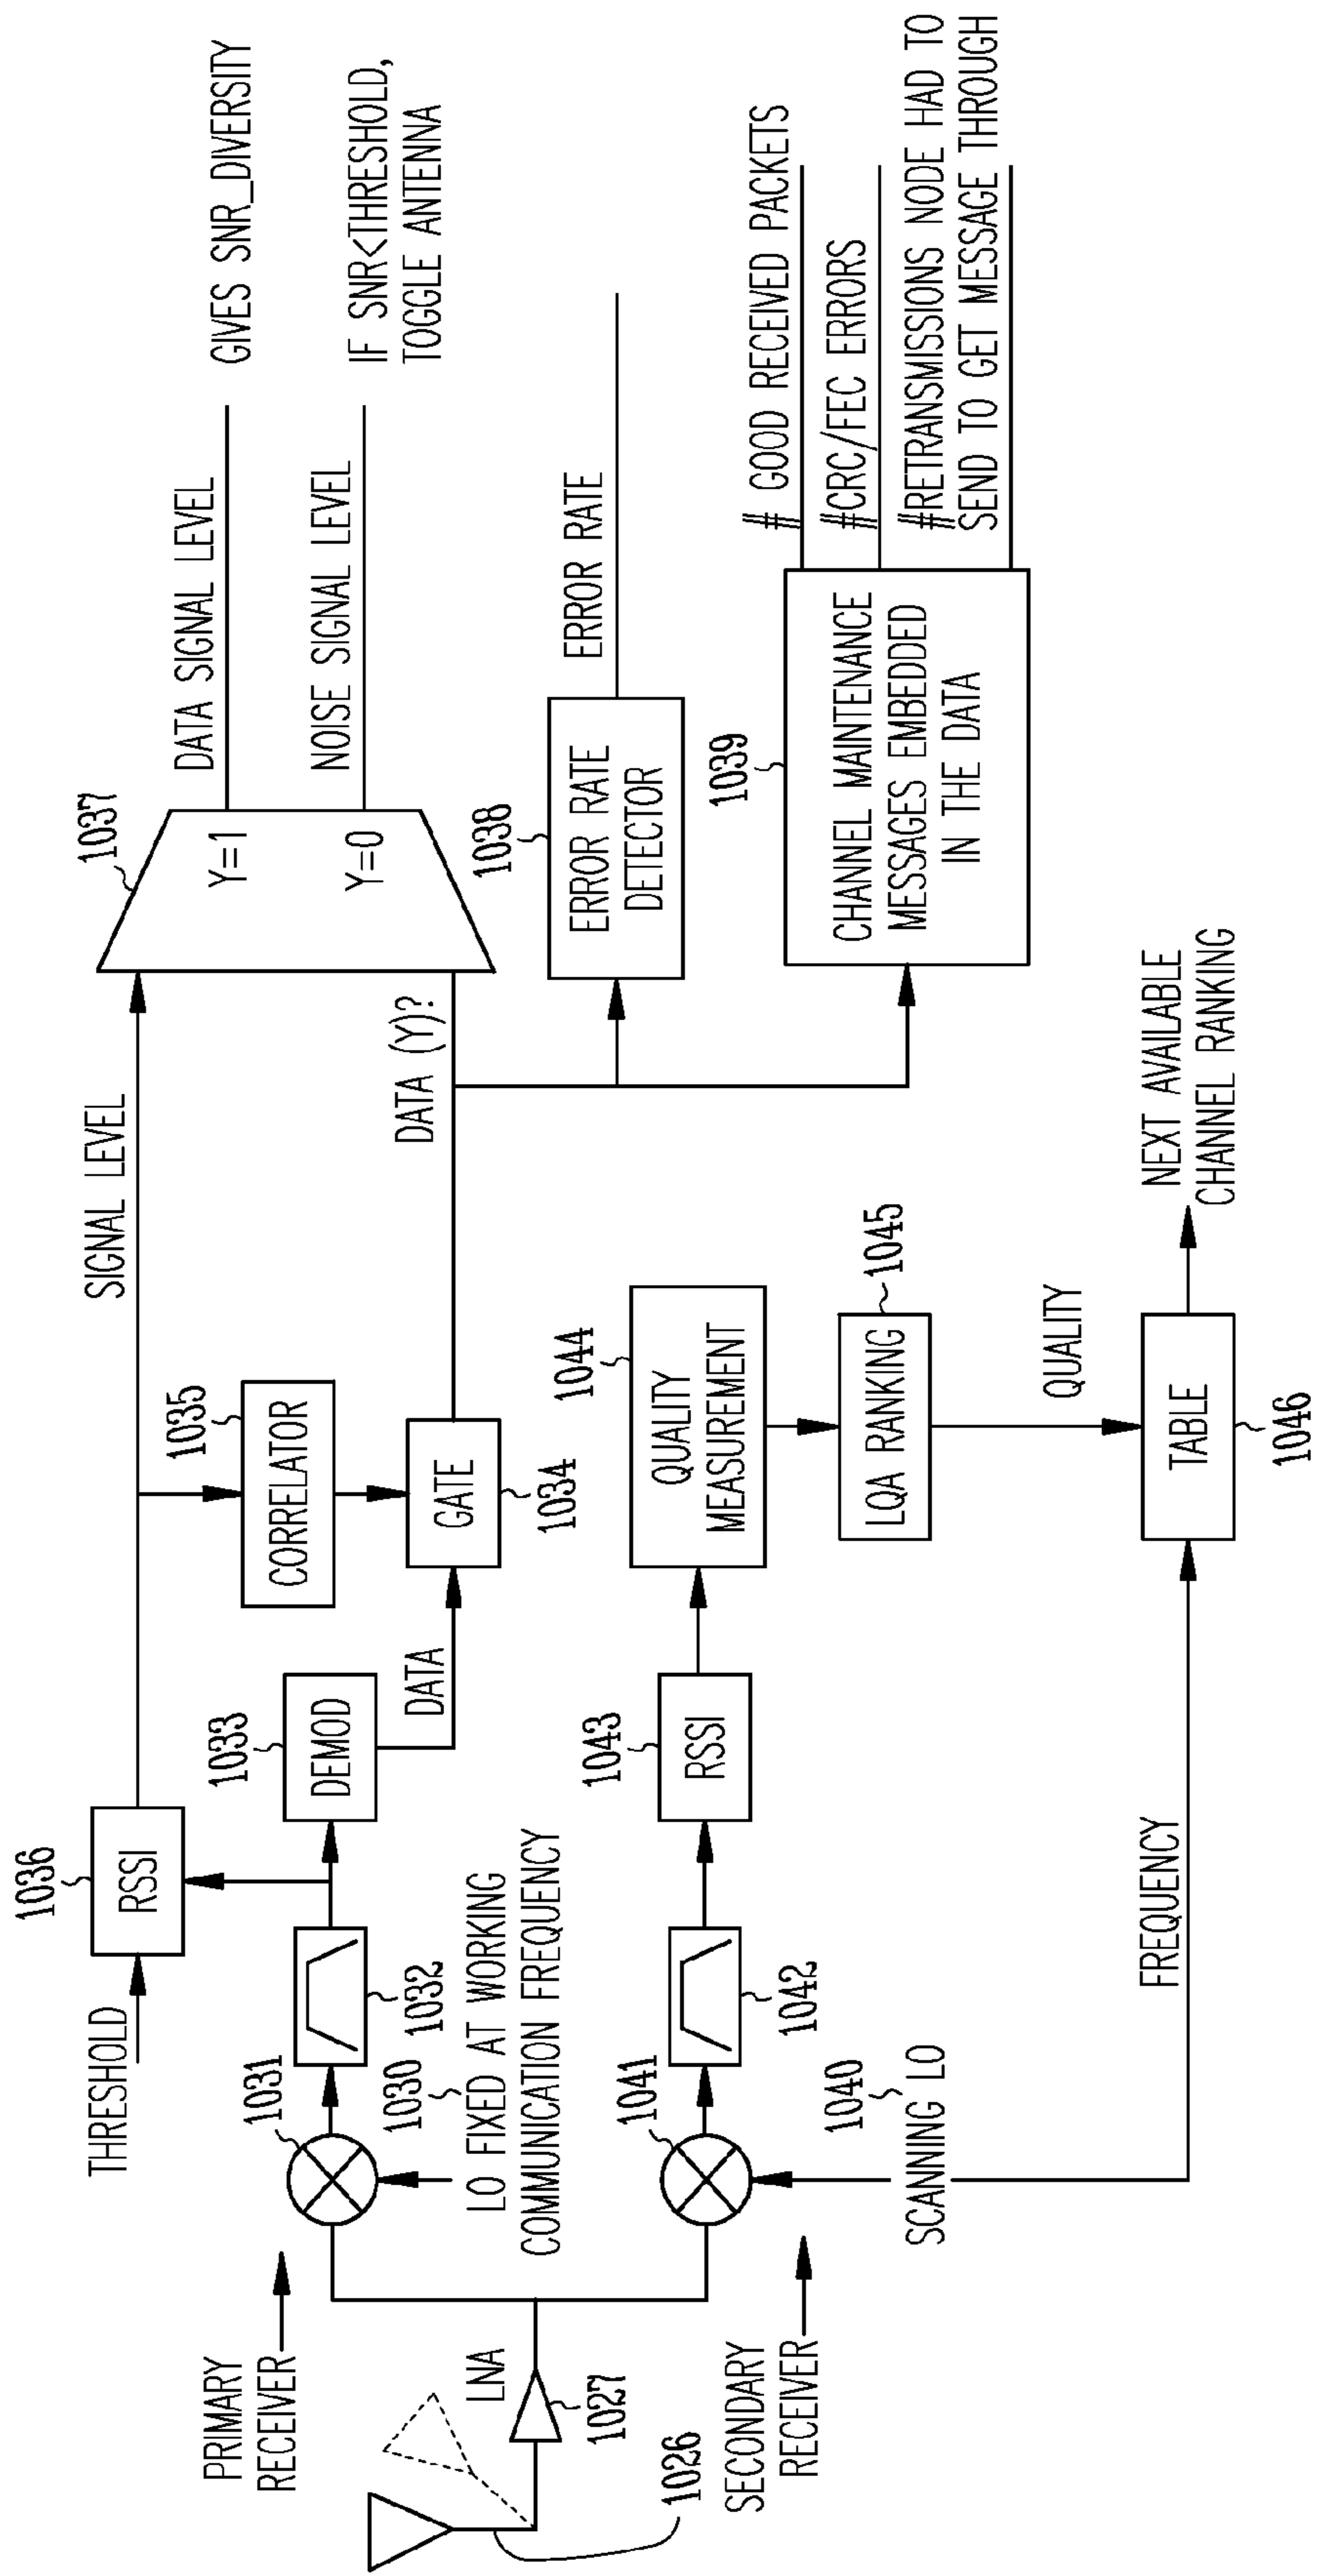 THRESHOLD
1036
RSSI
SIGNAL LEVEL
1037
Y=1
Y=0
DATA SIGNAL LEVEL
GIVES SNR_DIVERSITY
NOISE SIGNAL LEVEL
IF SNR<THRESHOLD,
TOGGLE ANTENNA
PRIMARY
RECEIVER
1031
1032
1033
DEMOD
DATA
1035
CORRELATOR
GATE
1034
DATA (Y)?
1030
LO FIXED AT WORKING
COMMUNICATION FREQUENCY
1038
ERROR RATE
DETECTOR
ERROR RATE
1039
CHANNEL MAINTENANCE
MESSAGES EMBEDDED
IN THE DATA
# GOOD RECEIVED PACKETS
#CRC/FEC ERRORS
#RETRANSMISSIONS NODE HAD TO
SEND TO GET MESSAGE THROUGH
LNA
1027
1026
SECONDARY
RECEIVER
1041
1042
1043
RSSI
1044
QUALITY
MEASUREMENT
1045
LQA RANKING
QUALITY
1040
SCANNING LO
FREQUENCY
TABLE
1046
NEXT AVAILABLE
CHANNEL RANKING